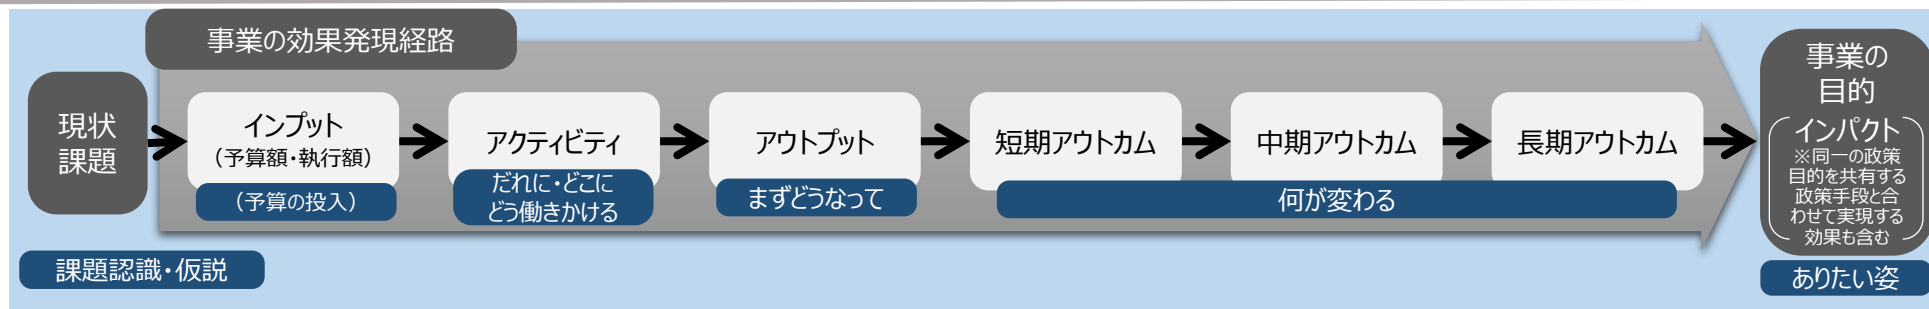 事業の効果発現経路
現状
課題
インプット
（予算額・執行額）
（予算の投入）
アクティビティ
だれに・どこに
どう働きかける
アウトプット
まずどうなって
短期アウトカム
中期アウトカム
長期アウトカム
何が変わる
事業の
目的
インパクト
※同一の政策
目的を共有する
政策手段と合
わせて実現する
効果も含む
課題認識・仮説
ありたい姿